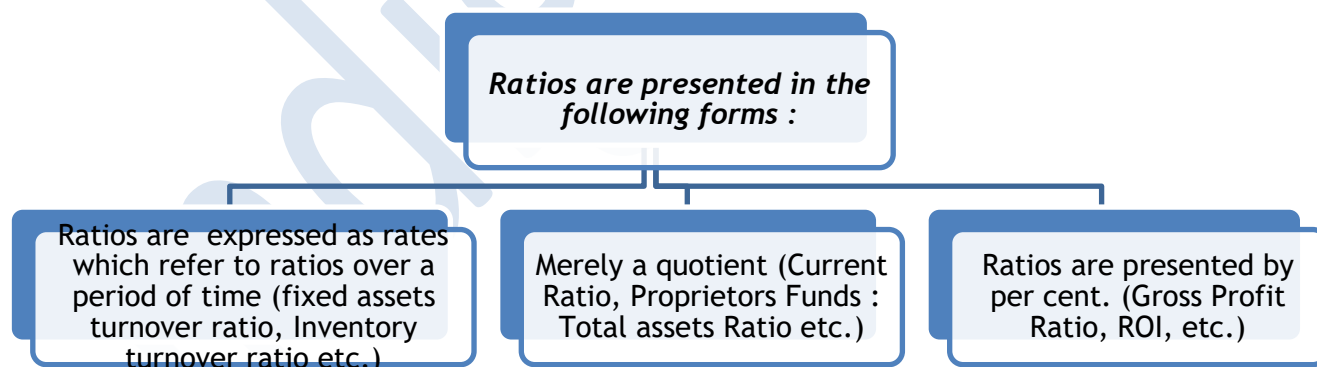 Ratios are presented in the
following forms :
Ratios are expressed as rates
which refer to ratios over a
period of time (fixed assets
turnover ratio, Inventory
turnover ratio etc.)
Merely a quotient (Current
Ratio, Proprietors Funds :
Total assets Ratio etc.)
Ratios are presented by
per cent. (Gross Profit
Ratio, ROI, etc.)